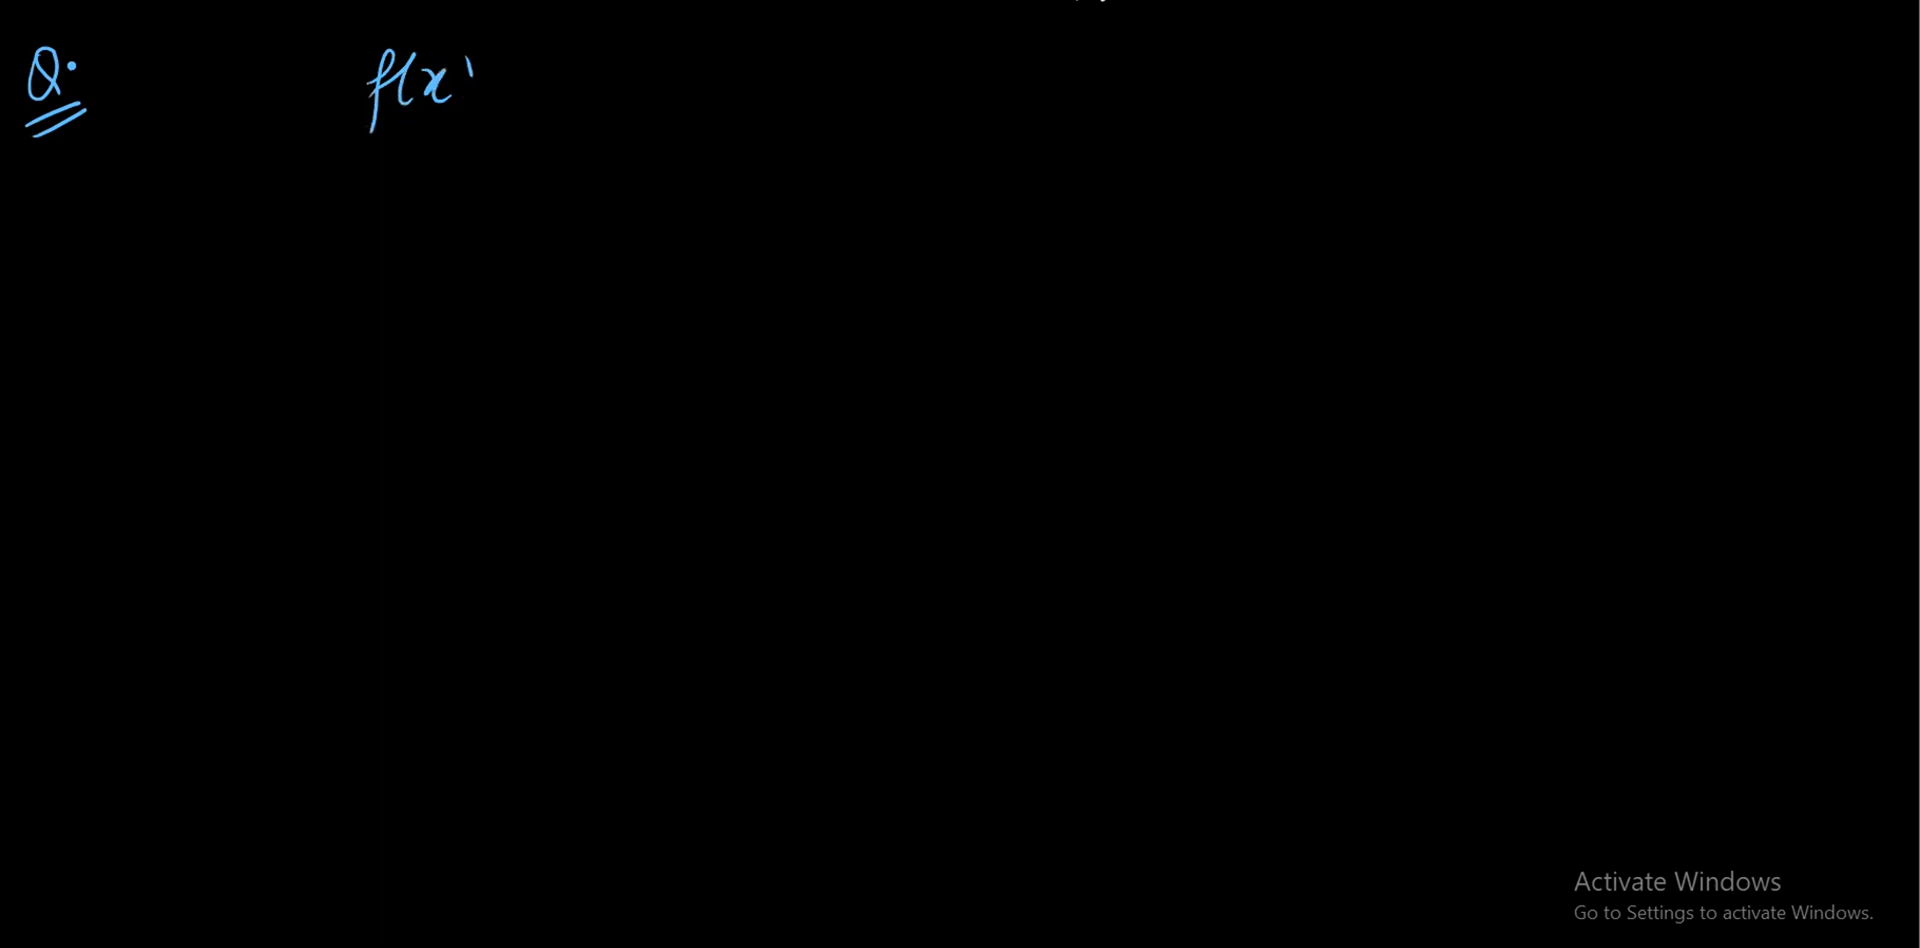 Q. f(x'
Activate Windows
Go to Settings to activate Windows.